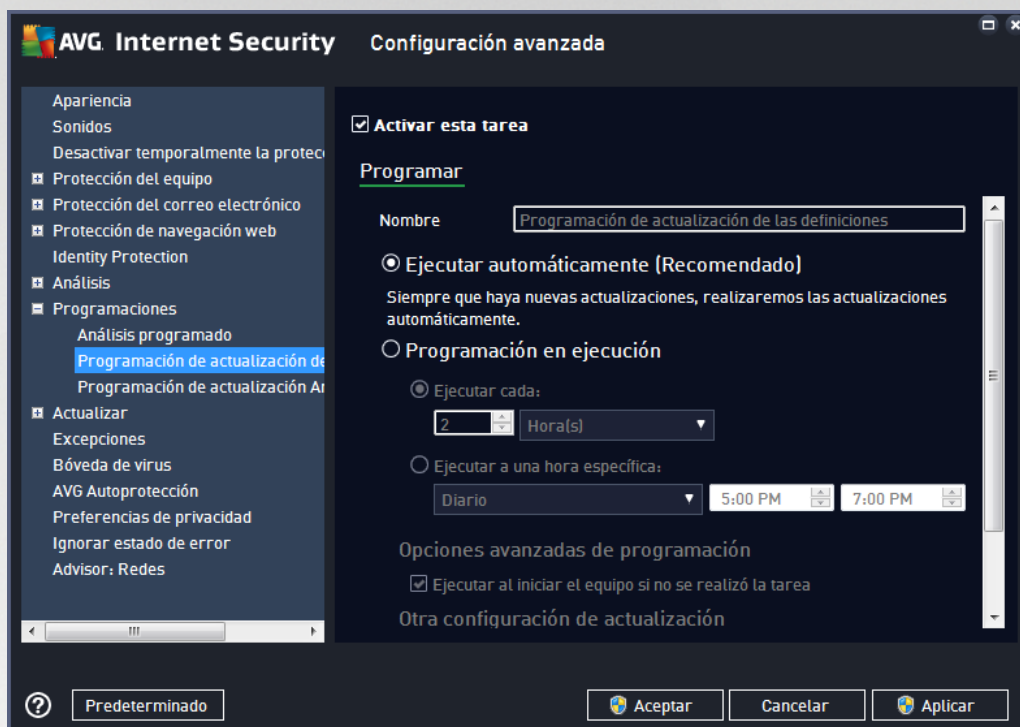 AVG Internet Security Configuración avanzada
Apariencia
Sonidos
Desactivar temporalmente la protec
Protección del equipo
Protección del correo electrónico
Protección de navegación web
Identity Protection
Análisis
Programaciones
Análisis programado
Programación de actualización de
Programación de actualización An
Actualizar
Excepciones
Bóveda de virus
AVG Autoprotección
Preferencias de privacidad
Ignorar estado de error
Advisor: Redes
Activar esta tarea
Programar
Nombre Programación de actualización de las definiciones
Ejecutar automáticamente (Recomendado)
Siempre que haya nuevas actualizaciones, realizaremos las actualizaciones
automáticamente.
Programación en ejecución
Ejecutar cada:
2 Hora(s)
Ejecutar a una hora específica:
Diario 5:00 PM 7:00 PM
Opciones avanzadas de programación
Ejecutar al iniciar el equipo si no se realizó la tarea
Otra configuración de actualización
? Predeterminado Aceptar Cancelar Aplicar